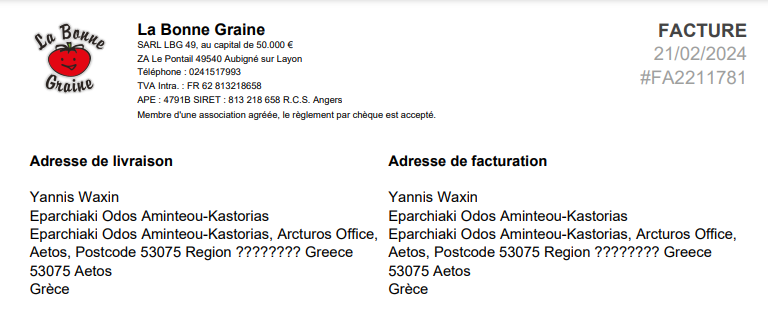 La Bonne
Graine
La Bonne Graine
SARL LBG 49, au capital de 50.000 €
ZA Le Pontail 49540 Aubigné sur Layon
Téléphone : 0241517993
TVA Intra. : FR 62 813218658
APE : 4791B SIRET : 813 218 658 R.C.S. Angers
Membre d'une association agréée, le règlement par chèque est accepté.
FACTURE
21/02/2024
#FA2211781
Adresse de livraison
Yannis Waxin
Eparchiaki Odos Aminteou-Kastorias
Eparchiaki Odos Aminteou-Kastorias, Arcturos Office,
Aetos, Postcode 53075 Region ???????? Greece
53075 Aetos
Grèce
Adresse de facturation
Yannis Waxin
Eparchiaki Odos Aminteou-Kastorias
Eparchiaki Odos Aminteou-Kastorias, Arcturos Office,
Aetos, Postcode 53075 Region ???????? Greece
53075 Aetos
Grèce